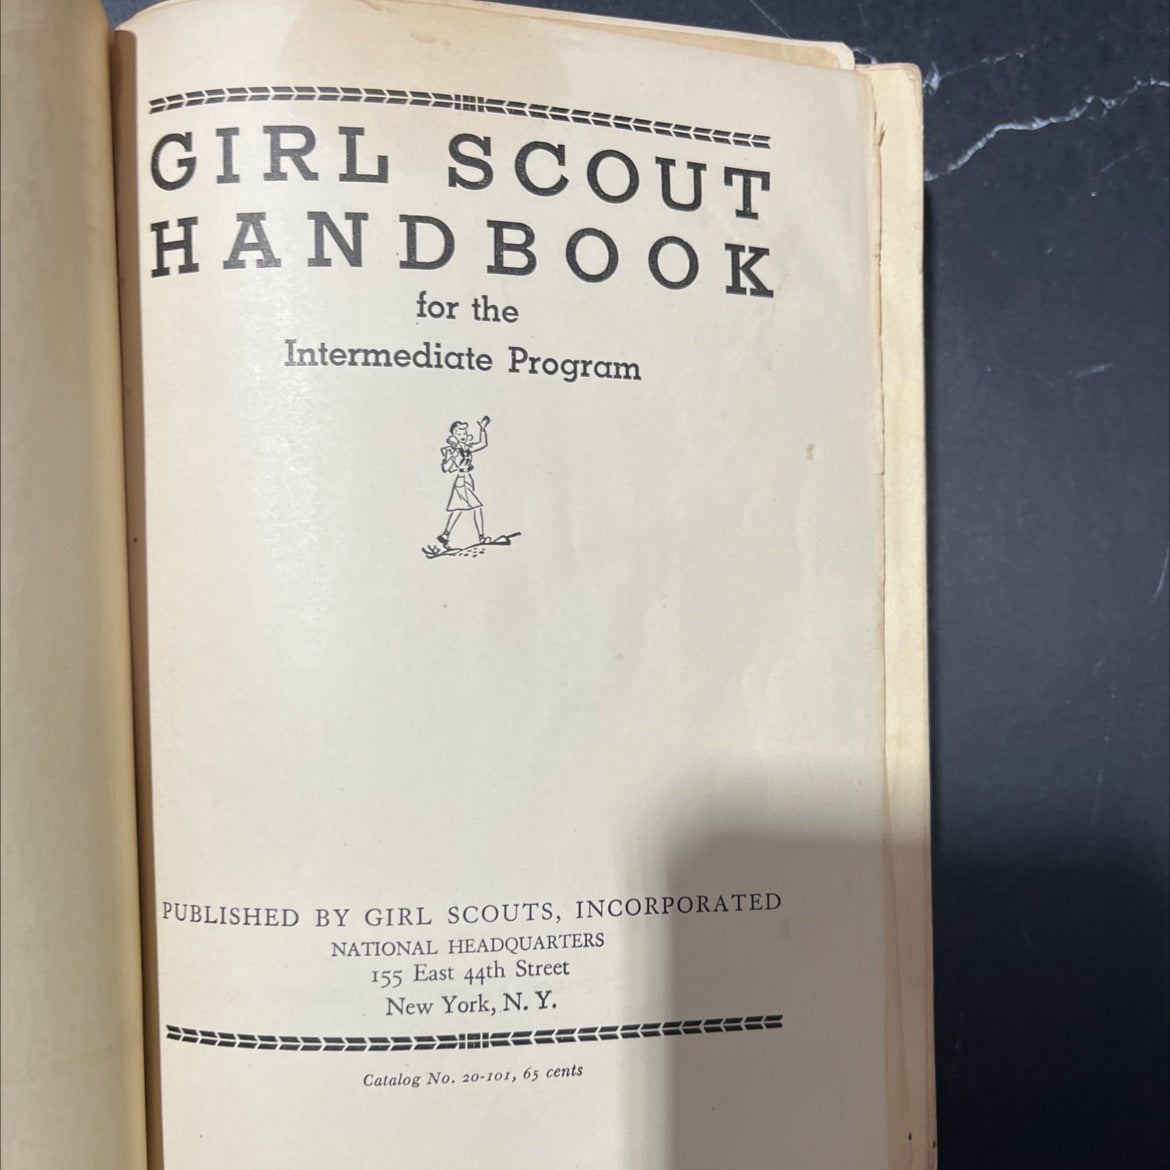 GIRL SCOUT
HANDBOOK
for the
Intermediate Program
PUBLISHED BY GIRL SCOUTS, INCORPORATED
NATIONAL HEADQUARTERS
155 East 44th Street
New York, N. Y.
Catalog No. 20-101, 65 cents